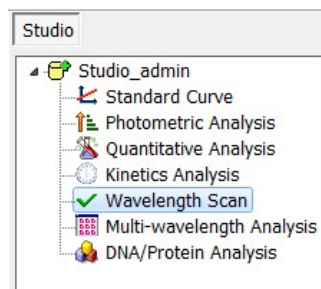 Studio
Studio_admin
Standard Curve
Photometric Analysis
Quantitative Analysis
Kinetics Analysis
Wavelength Scan
Multi-wavelength Analysis
DNA/Protein Analysis